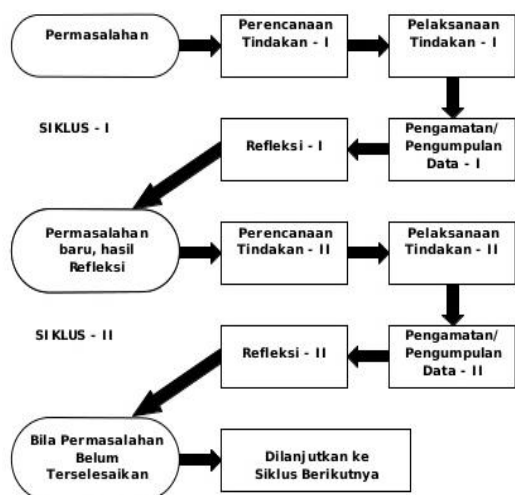 Permasalahan
Perencanaan
Tindakan - I
Pelaksanaan
Tindakan - I
SIKLUS - I
Refleksi - I
Pengamatan/
Pengumpulan
Data - I
Permasalahan
baru, hasil
Refleksi
Perencanaan
Tindakan - II
Pelaksanaan
Tindakan - II
SIKLUS - II
Refleksi - II
Pengamatan/
Pengumpulan
Data - II
Bila Permasalahan
Belum
Terselesaikan
Dilanjutkan ke
Siklus Berikutnya